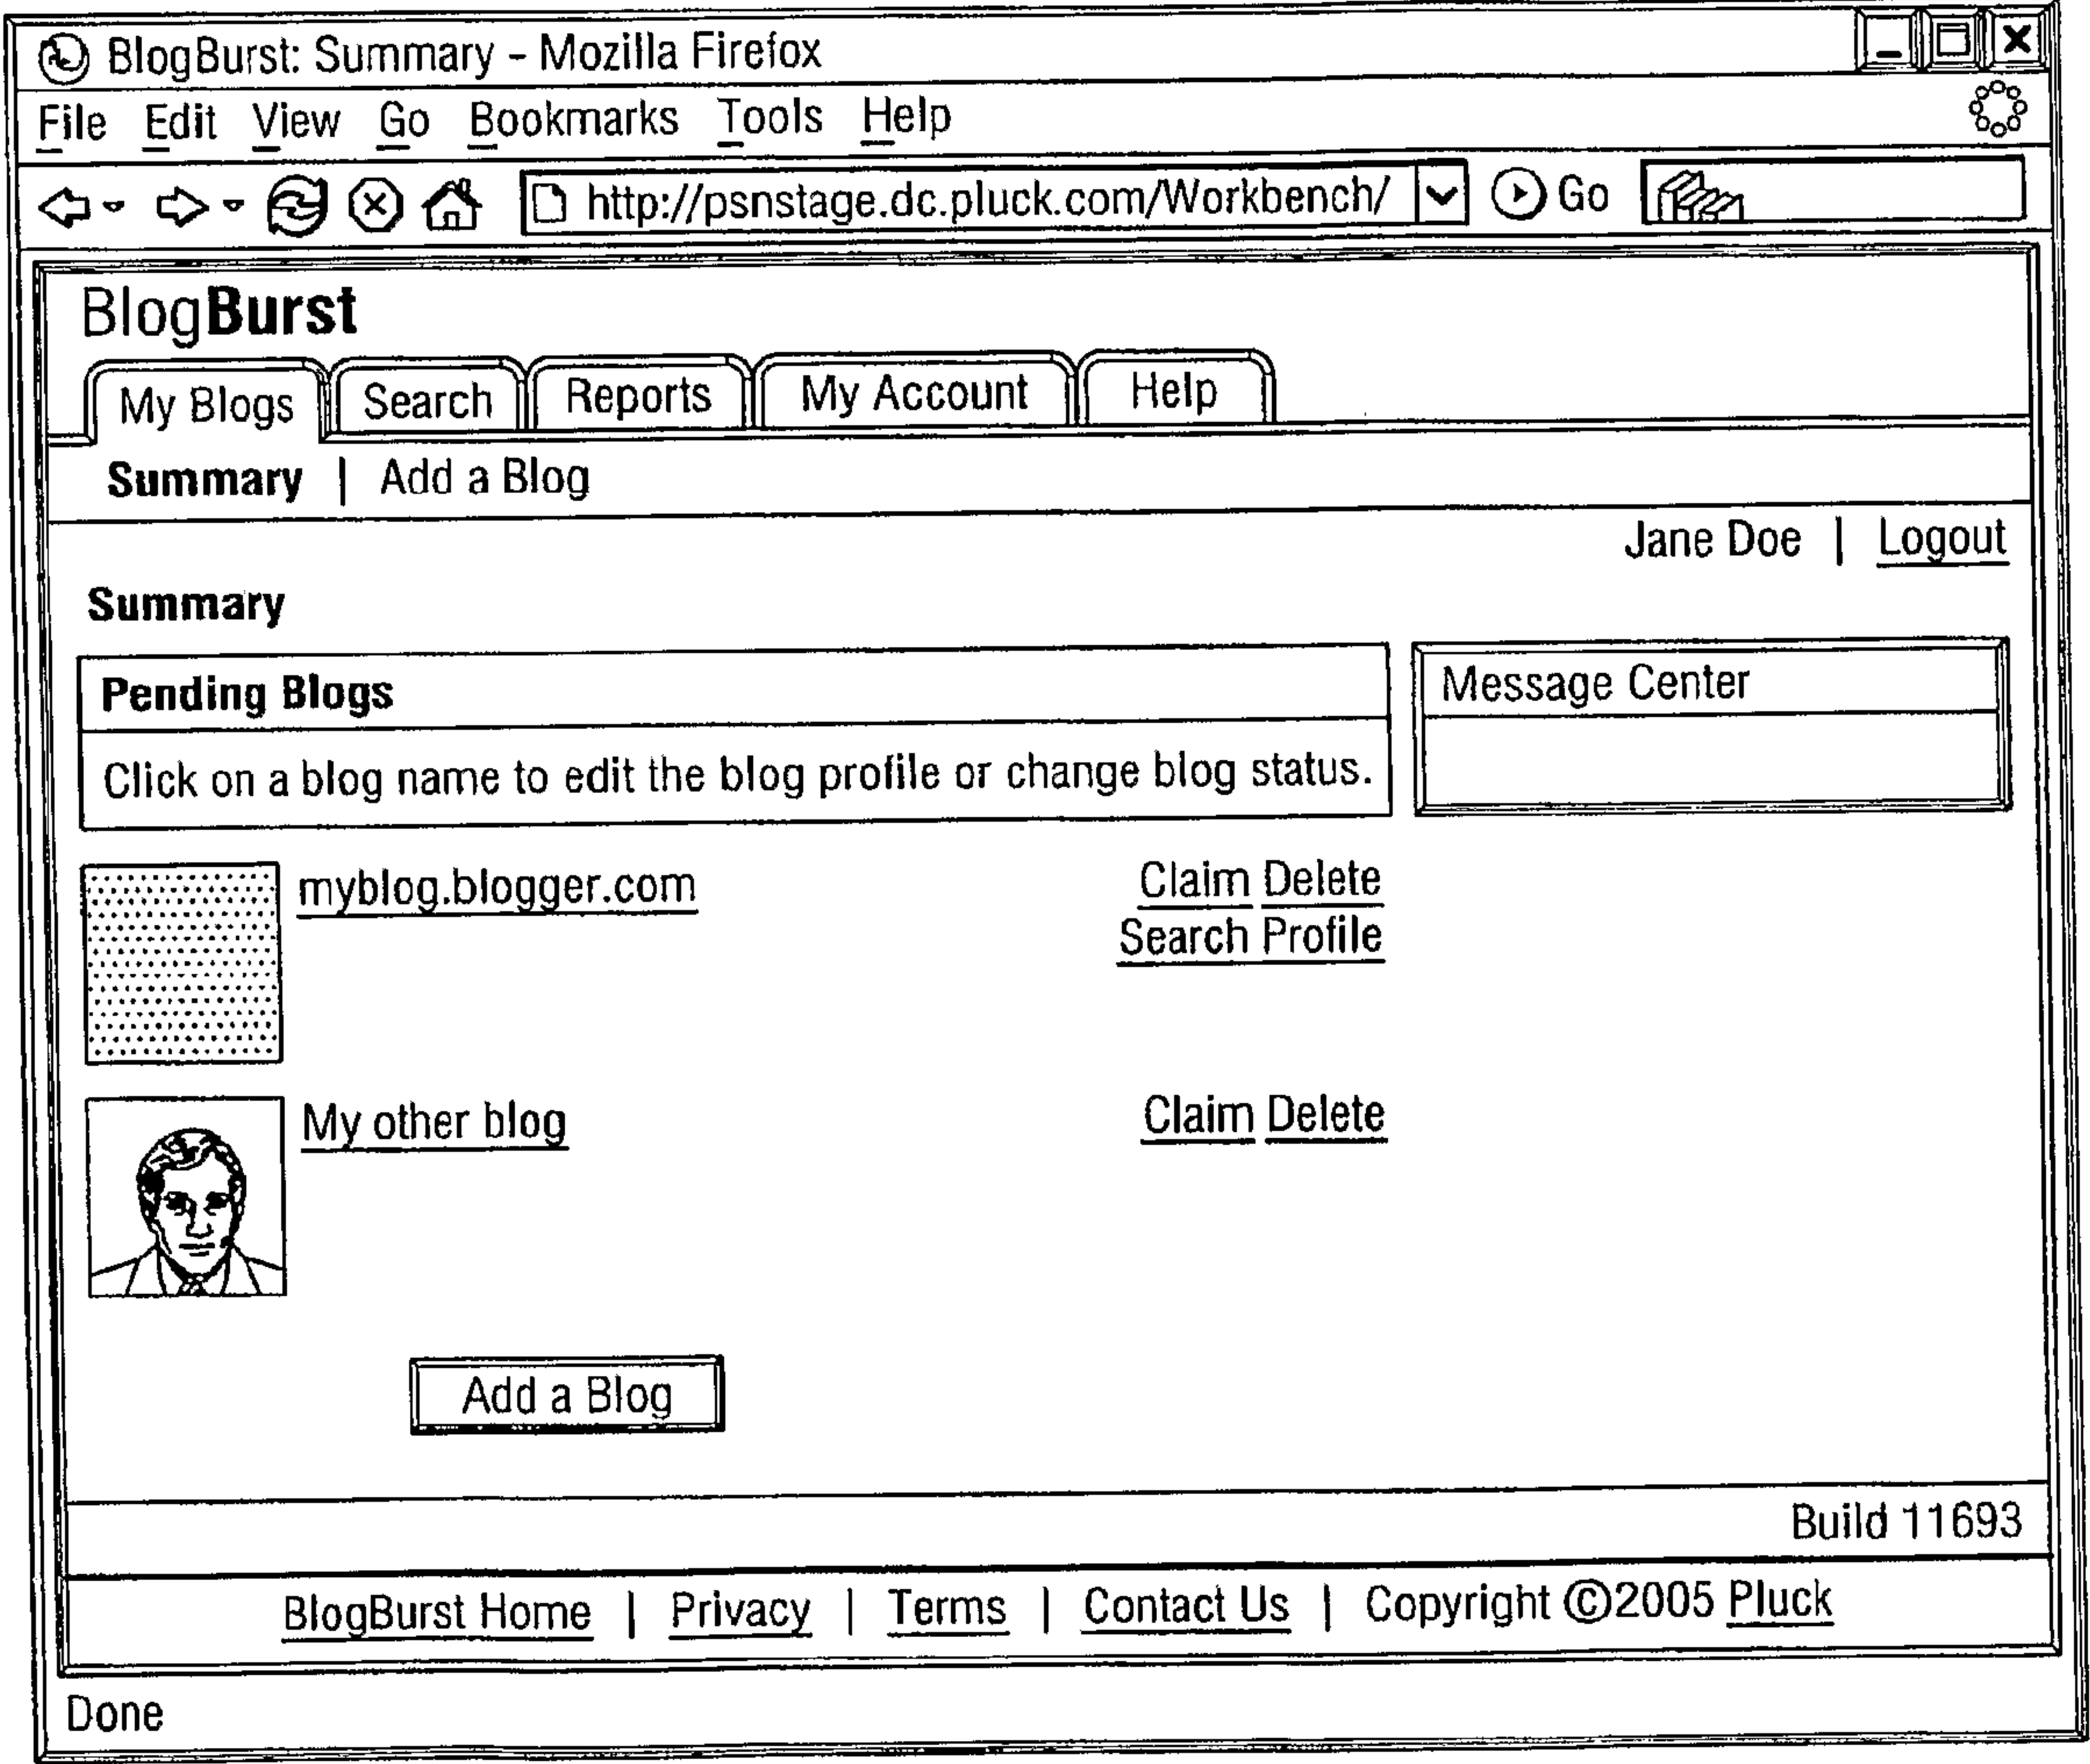 BlogBurst: Summary - Mozilla Firefox
File Edit View Go Bookmarks Tools Help
http://psnstage.dc.pluck.com/Workbench/ Go
BlogBurst
My Blogs Search Reports My Account Help
Summary | Add a Blog
Jane Doe | Logout
Summary
Pending Blogs
Message Center
Click on a blog name to edit the blog profile or change blog status.
myblog.blogger.com Claim Delete
Search Profile
My other blog Claim Delete
Add a Blog
Build 11693
BlogBurst Home | Privacy | Terms | Contact Us | Copyright ©2005 Pluck
Done